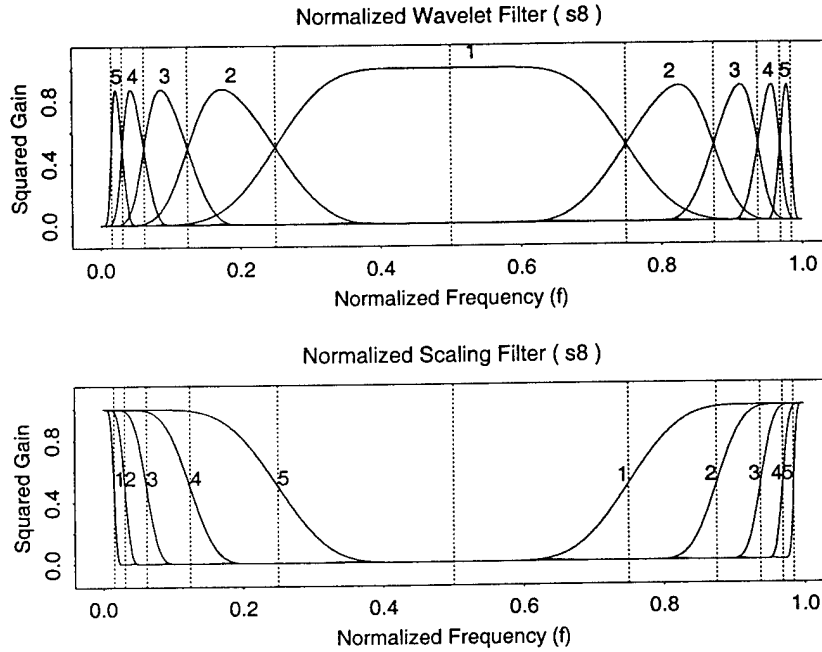 Normalized Wavelet Filter ( s8 )
1
5 4 3 2 2 3 4 5
Squared Gain
0.8
0.4
0.0
0.0 0.2 0.4 0.6 0.8 1.0
Normalized Frequency (f)
Normalized Scaling Filter ( s8 )
Squared Gain
0.8
0.4
0.0
1 2 3 4 5 1 2 3 4 5
0.0 0.2 0.4 0.6 0.8 1.0
Normalized Frequency (f)